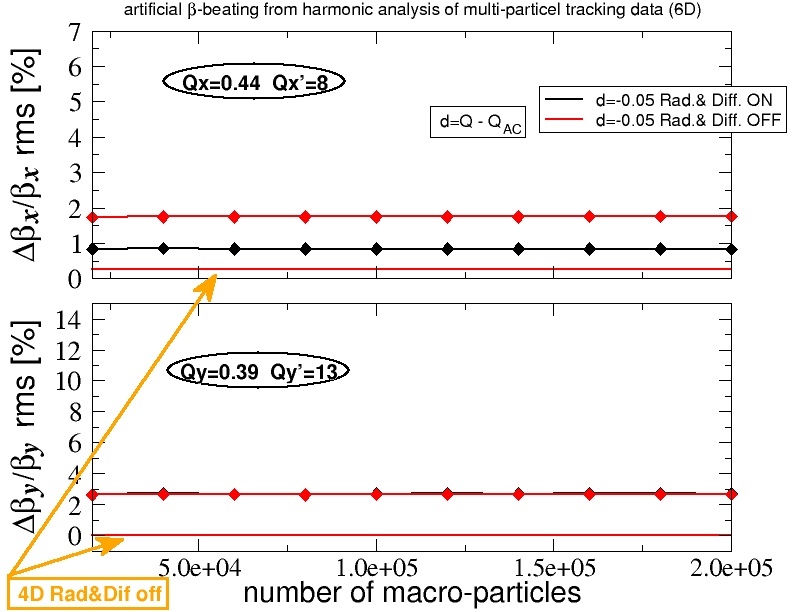 artificial β-beating from harmonic analysis of multi-particel tracking data (6D)
Δβx/βx rms [%]
7
6
5
4
3
2
1
0
Qx=0.44 Qx'=8
d=Q - QAC
d=-0.05 Rad.& Diff. ON
d=-0.05 Rad.& Diff. OFF
Δβy/βy rms [%]
14
12
10
8
6
4
2
0
Qy=0.39 Qy'=13
5.0e+04
1.0e+05
1.5e+05
2.0e+05
4D Rad&Dif off
number of macro-particles